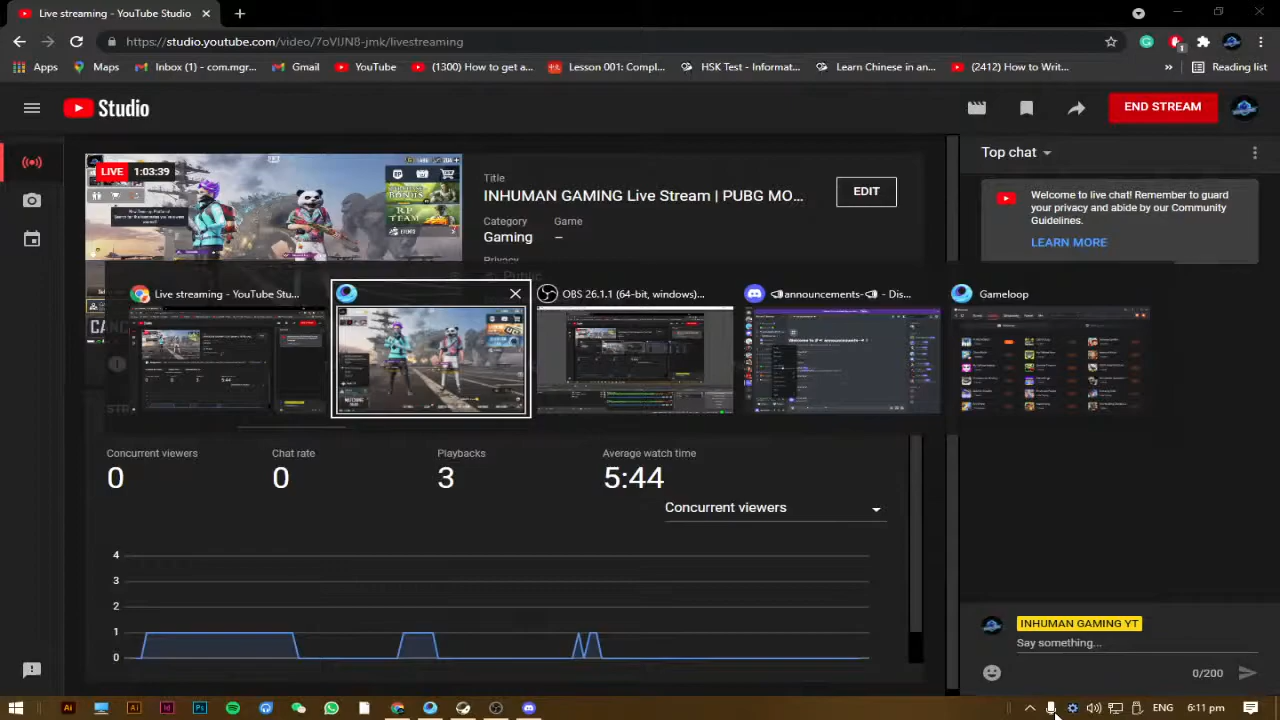 Live streaming - YouTube Studio
https://studio.youtube.com/video/7oVIJN8-jmk/livestreaming
Apps
Maps
Inbox (1) - com.mgr...
Gmail
YouTube
(1300) How to get a...
Lesson 001: Compl...
HSK Test - Informat...
Learn Chinese in an...
(2412) How to Writ...
»
Reading list
Studio
END STREAM
LIVE
1:03:39
Title
INHUMAN GAMING Live Stream | PUBG MO...
EDIT
Category
Game
Gaming
–
Privacy
Public
Top chat
Welcome to live chat! Remember to guard
your privacy and abide by our Community
Guidelines.
LEARN MORE
Live streaming - YouTube Stu...
OBS 26.1.1 (64-bit, windows)...
Gameloop
Concurrent viewers
Chat rate
Playbacks
Average watch time
0
0
3
5:44
Concurrent viewers
4
3
2
1
0
INHUMAN GAMING YT
Say something...
0/200
ENG
6:11 pm